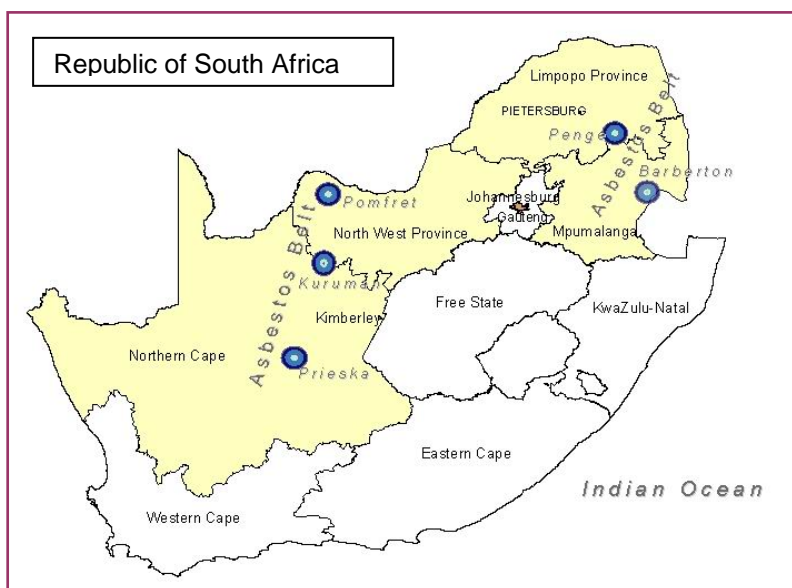 Republic of South Africa
Limpopo Province
PIETERSBURG
Penge
Asbestos Belt
Barberton
Pomfret
Johannesburg
Gauteng
North West Province
Mpumalanga
Asbestos Belt
Kuruman
Free State
KwaZulu-Natal
Kimberley
Northern Cape
Prieska
Eastern Cape
Indian Ocean
Western Cape